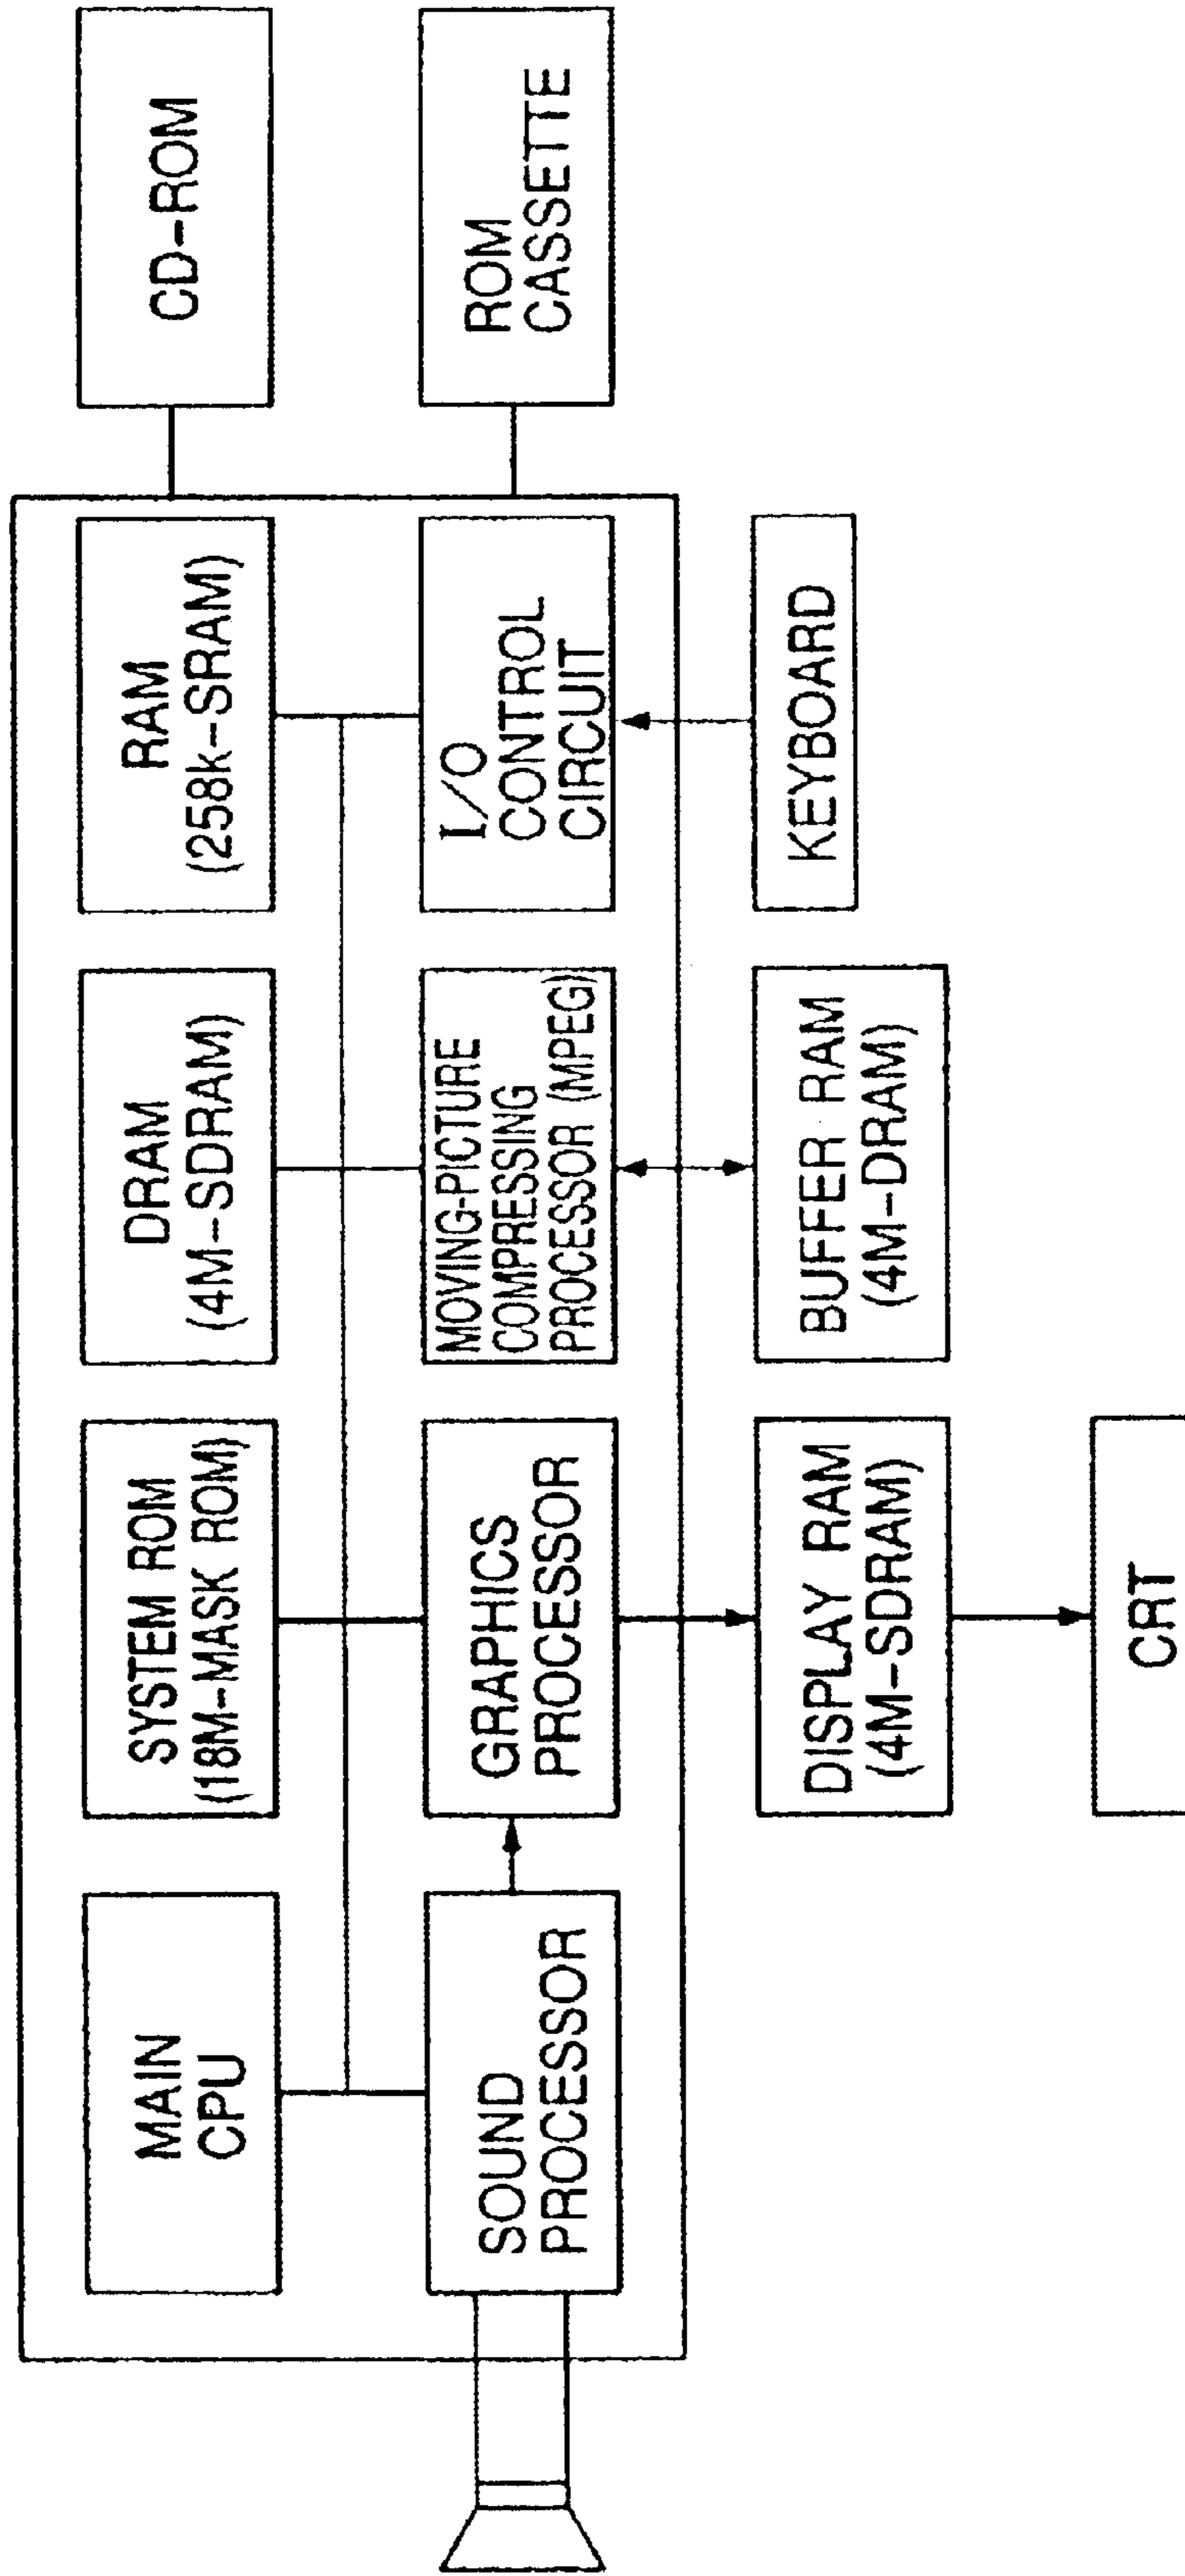 MAIN
CPU
SYSTEM ROM
(18M-MASK ROM)
DRAM
(4M-SDRAM)
RAM
(258k-SRAM)
CD-ROM
SOUND
PROCESSOR
GRAPHICS
PROCESSOR
MOVING-PICTURE
COMPRESSING
PROCESSOR (MPEG)
I/O
CONTROL
CIRCUIT
ROM
CASSETTE
DISPLAY RAM
(4M-SDRAM)
BUFFER RAM
(4M-DRAM)
KEYBOARD
CRT